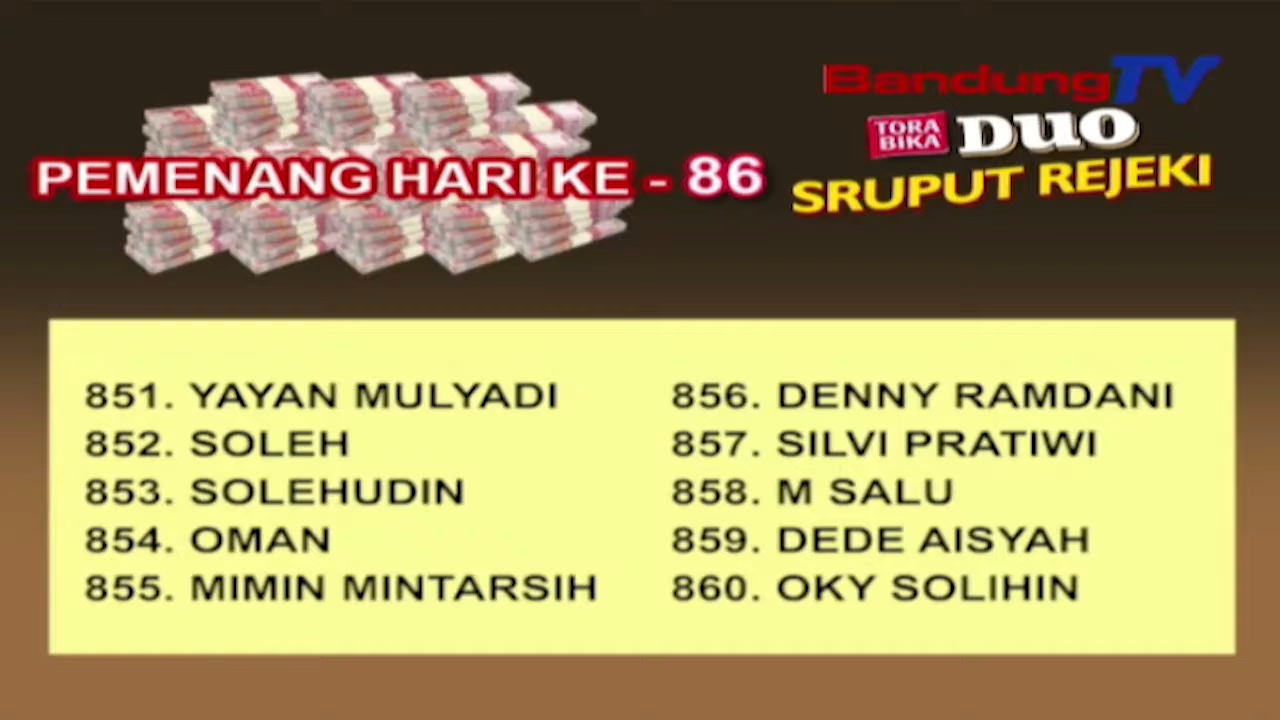 BandungTV
TORA
BIKA
DUO
SRUPUT REJEKI
PEMENANG HARI KE - 86
851. YAYAN MULYADI
852. SOLEH
853. SOLEHUDIN
854. OMAN
855. MIMIN MINTARSIH
856. DENNY RAMDANI
857. SILVI PRATIWI
858. M SALU
859. DEDE AISYAH
860. OKY SOLIHIN